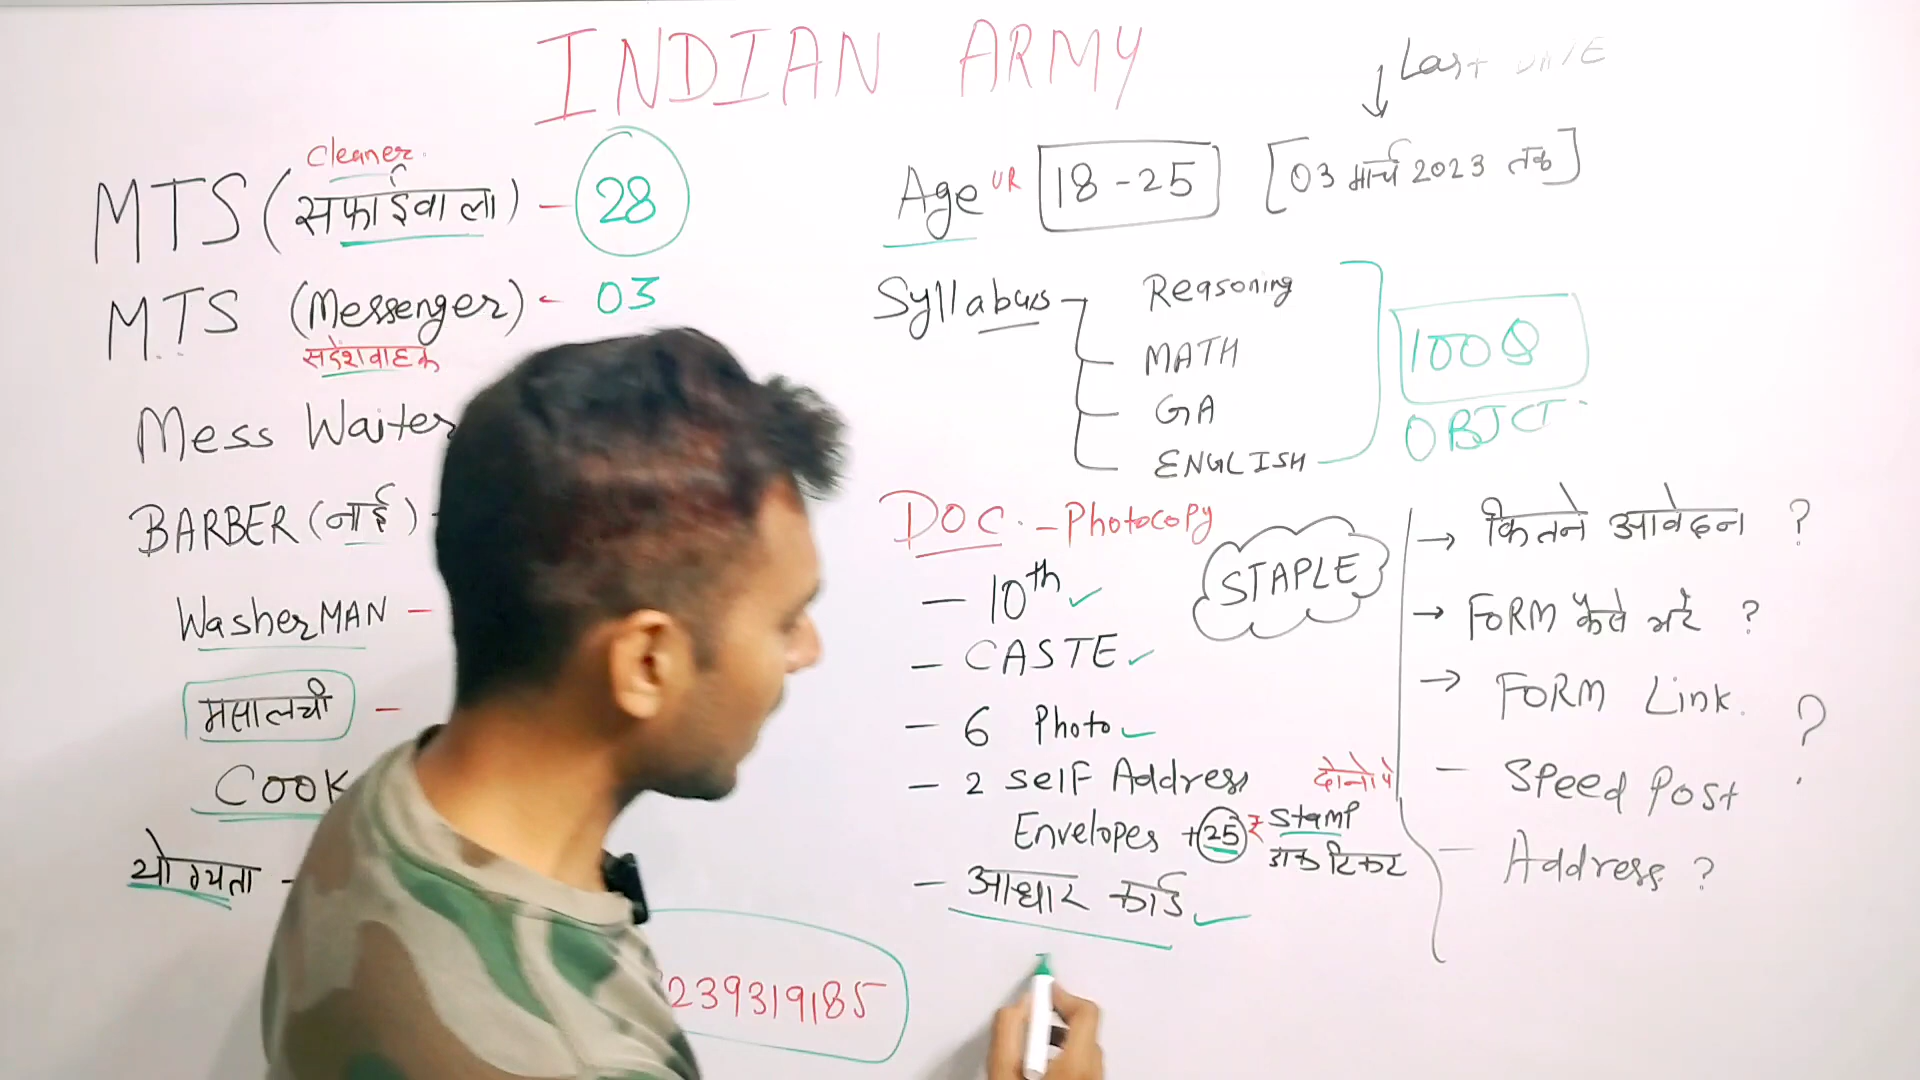 INDIAN ARMY
Last
Cleaner
MTS (सफाईवाला) - 28
MTS (Messenger) - 03
संदेशवाहक
Mess Waiter
BARBER (नाई) -
WasherMAN -
मसालची -
COOK
योग्यता -
239319185
Age UR 18-25 [03 मार्च 2023 तक]
Syllabus
Reasoning
MATH
GA
ENGLISH
100 Q
OBJCT
DOC. - Photocopy
- 10th
- CASTE
- 6 Photo
- 2 self Address
Envelopes +25 ₹ stamp
दोनो पे
डाक टिकट
- आधार कार्ड
STAPLE
→ कितने आवेदन ?
→ FORM कैसे भरे ?
→ FORM Link. ?
- Speed Post
- Address ?